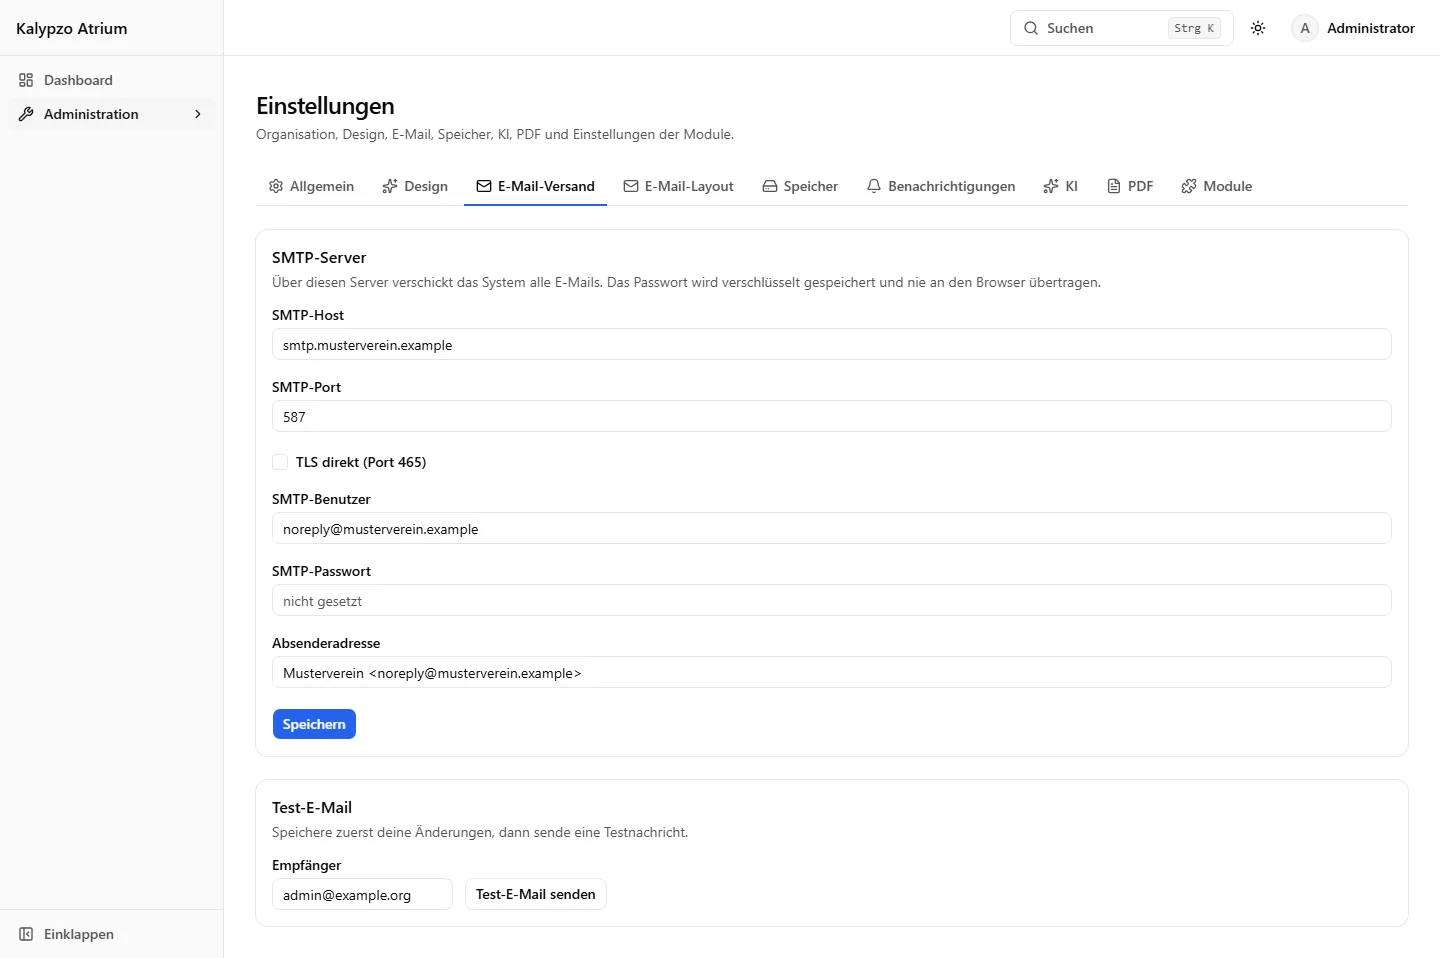 Kalypzo Atrium
Suchen
Strg K
A
Administrator
Dashboard
Administration
Einstellungen
Organisation, Design, E-Mail, Speicher, KI, PDF und Einstellungen der Module.
Allgemein
Design
E-Mail-Versand
E-Mail-Layout
Speicher
Benachrichtigungen
KI
PDF
Module
SMTP-Server
Über diesen Server verschickt das System alle E-Mails. Das Passwort wird verschlüsselt gespeichert und nie an den Browser übertragen.
SMTP-Host
smtp.musterverein.example
SMTP-Port
587
TLS direkt (Port 465)
SMTP-Benutzer
noreply@musterverein.example
SMTP-Passwort
nicht gesetzt
Absenderadresse
Musterverein <noreply@musterverein.example>
Speichern
Test-E-Mail
Speichere zuerst deine Änderungen, dann sende eine Testnachricht.
Empfänger
admin@example.org
Test-E-Mail senden
Einklappen